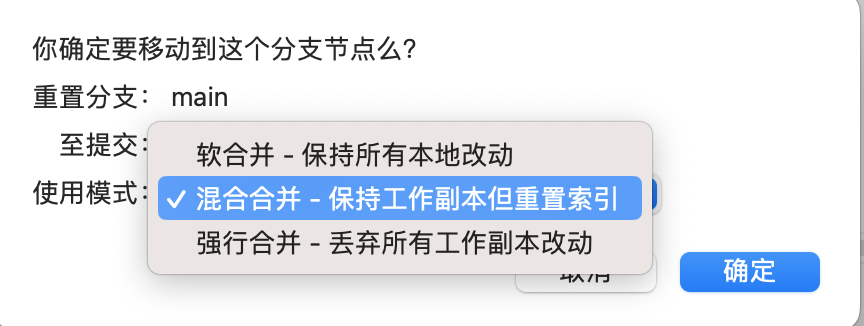 你确定要移动到这个分支节点么?
重置分支： main
至提交：
软合并 - 保持所有本地改动
使用模式：
✓ 混合合并 - 保持工作副本但重置索引
强行合并 - 丢弃所有工作副本改动
取消
确定